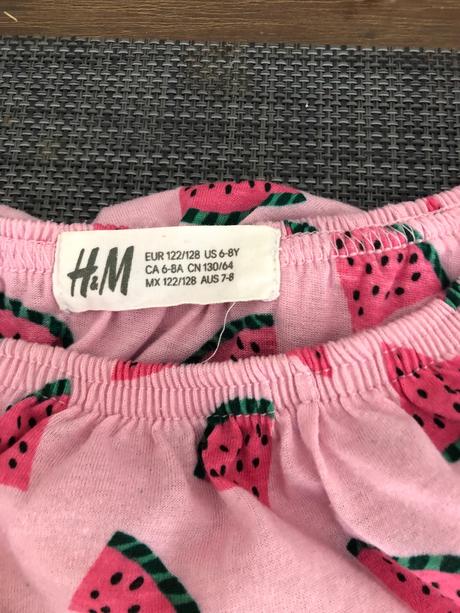 H&M
EUR 122/128 US 6-8Y
CA 6-8A CN 130/64
MX 122/128 AUS 7-8